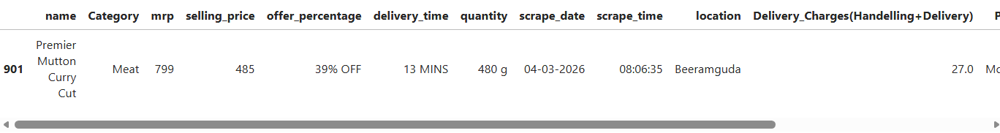 name Category mrp selling_price offer_percentage delivery_time quantity scrape_date scrape_time location Delivery_Charges(Handelling+Delivery) P
901 Premier Mutton Curry Cut Meat 799 485 39% OFF 13 MINS 480 g 04-03-2026 08:06:35 Beeramguda 27.0 Mo